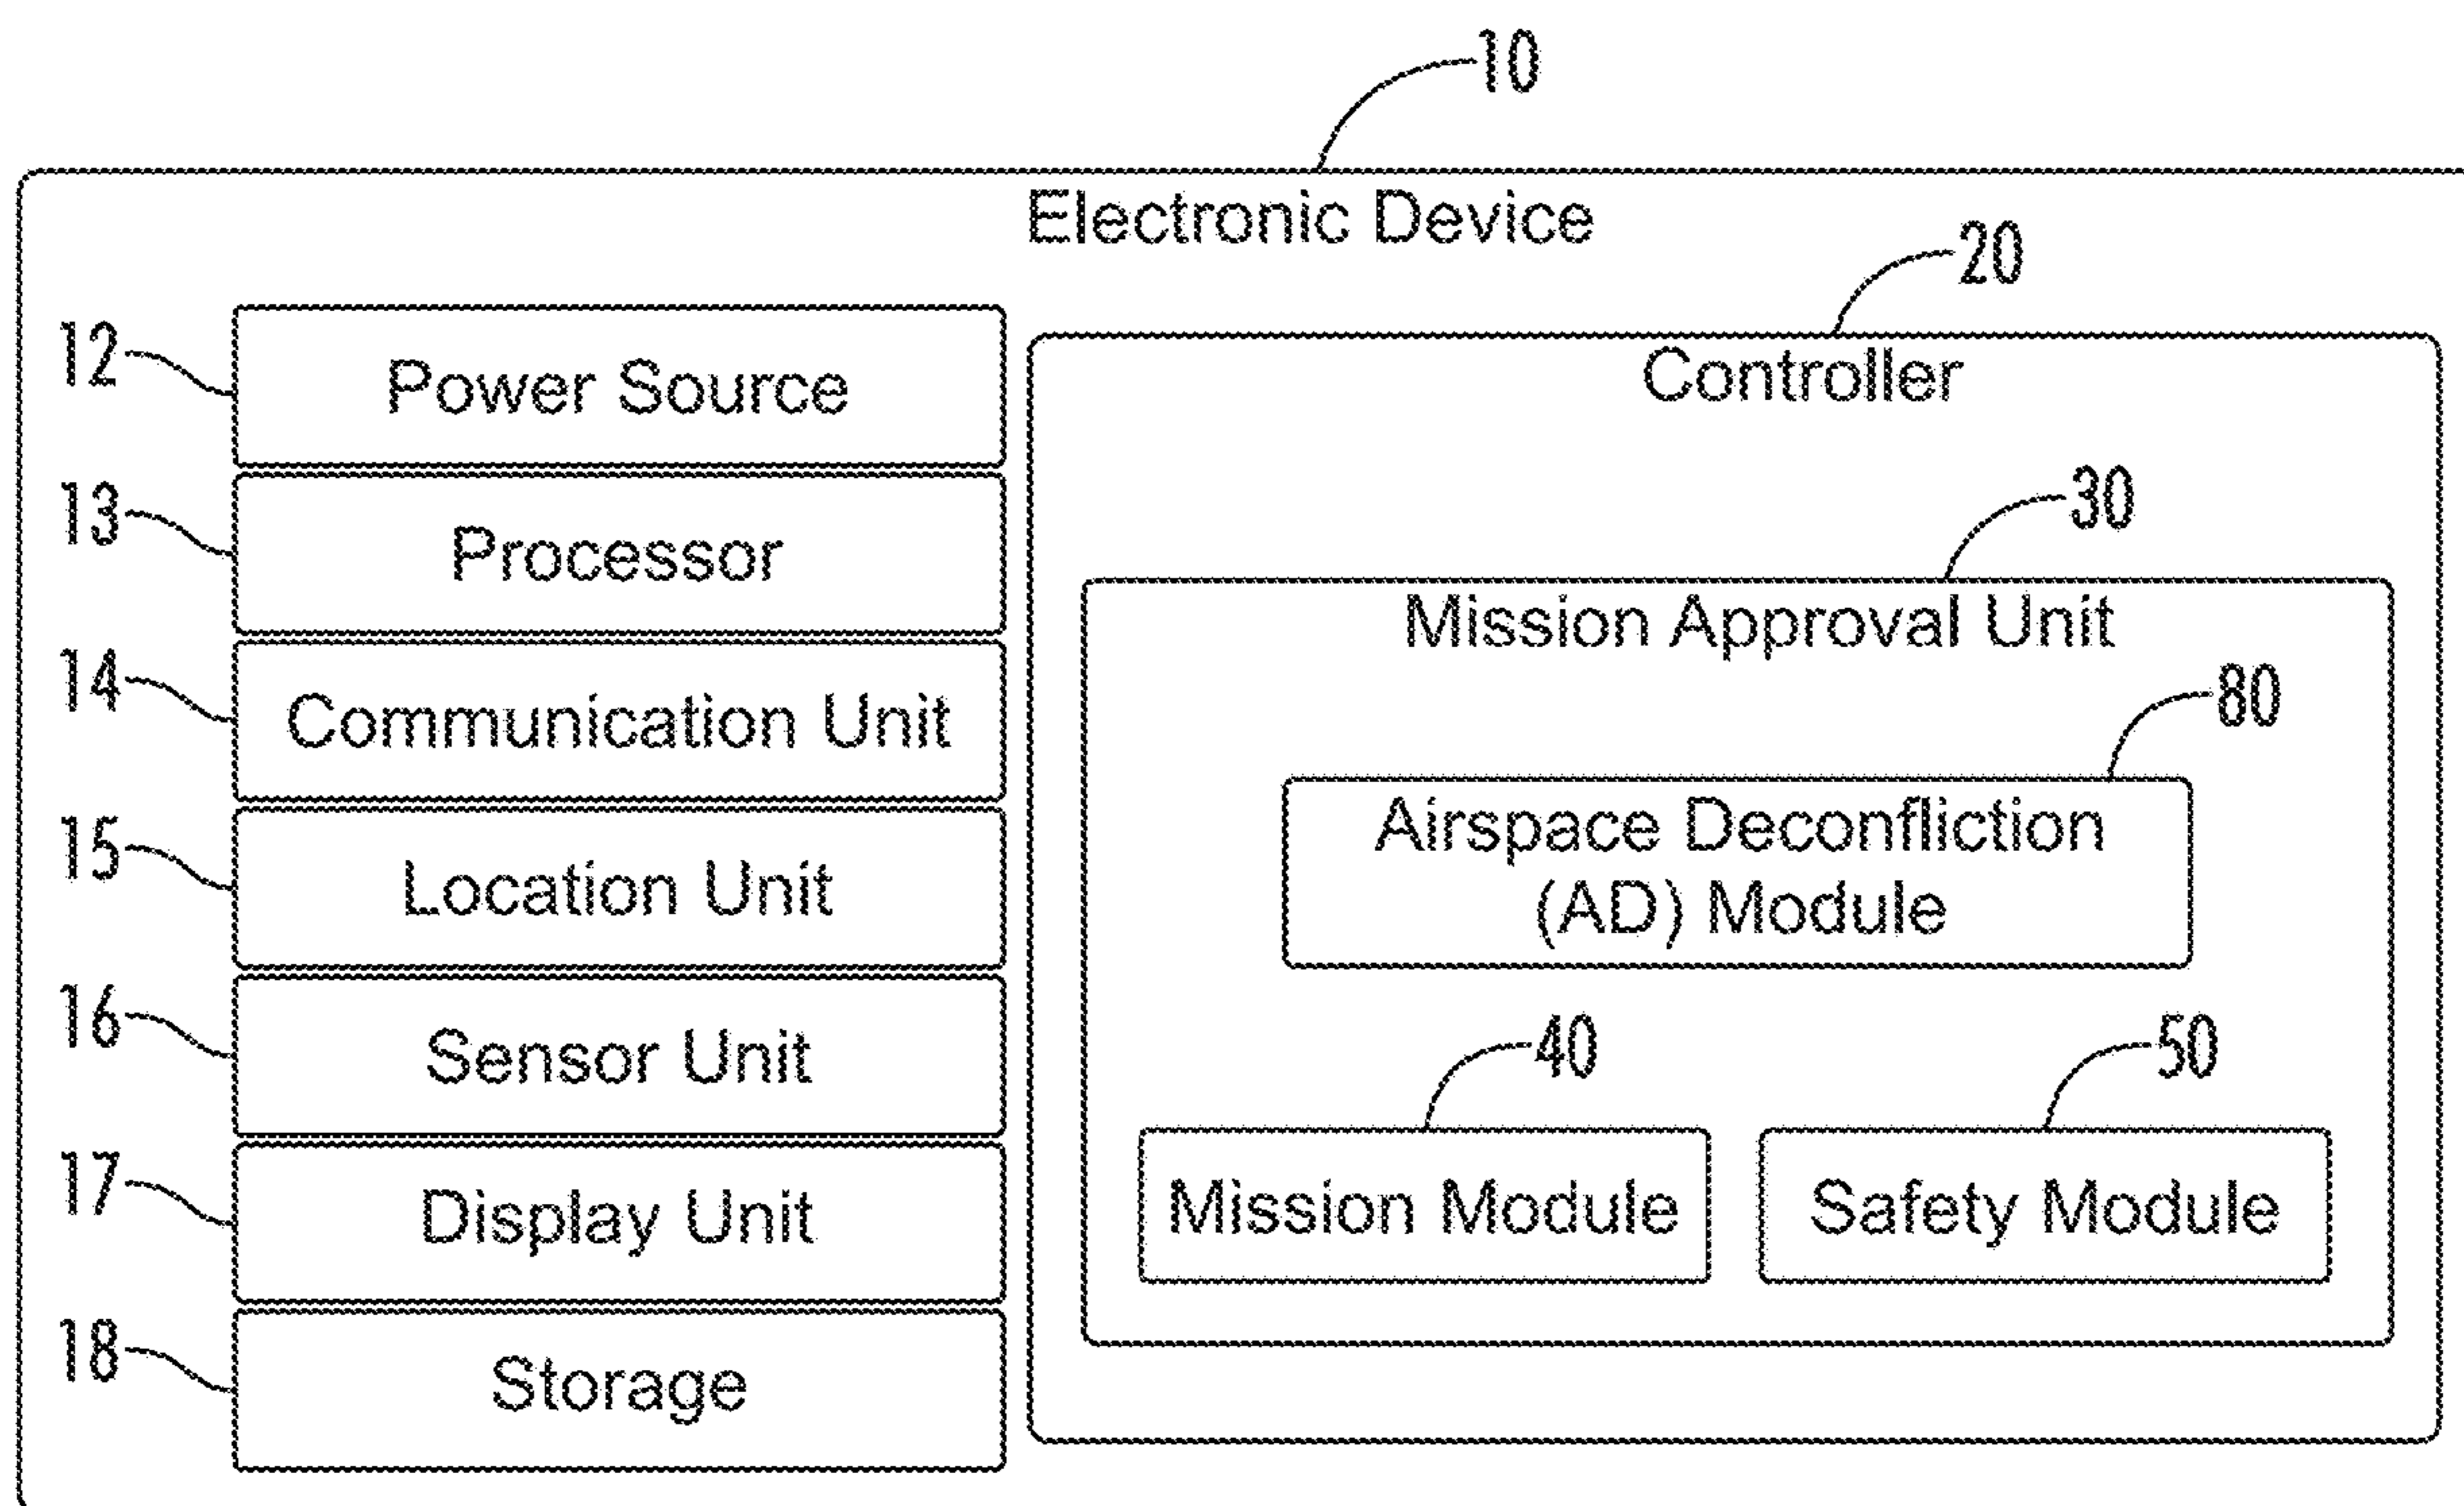 10
Electronic Device
20
12
Power Source
Controller
13
Processor
30
Mission Approval Unit
14
Communication Unit
80
15
Location Unit
Airspace Deconfliction
(AD) Module
16
Sensor Unit
40
50
17
Display Unit
Mission Module
Safety Module
18
Storage